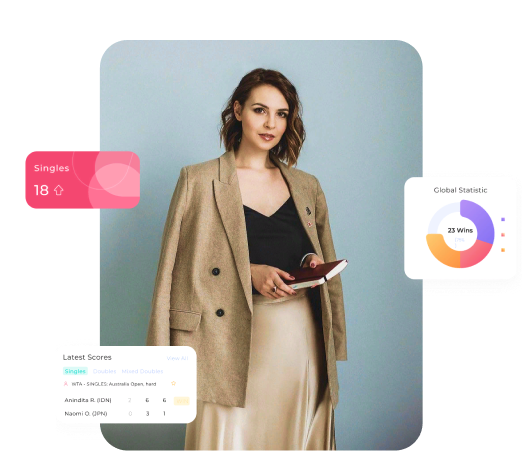 Singles
18
Global Statistic
23 Wins
Latest Scores
View All
Singles Doubles Mixed Doubles
WTA - SINGLES: Australia Open, hard
Anindita R. (IDN) 2 6 6
Naomi O. (JPN) 0 3 1